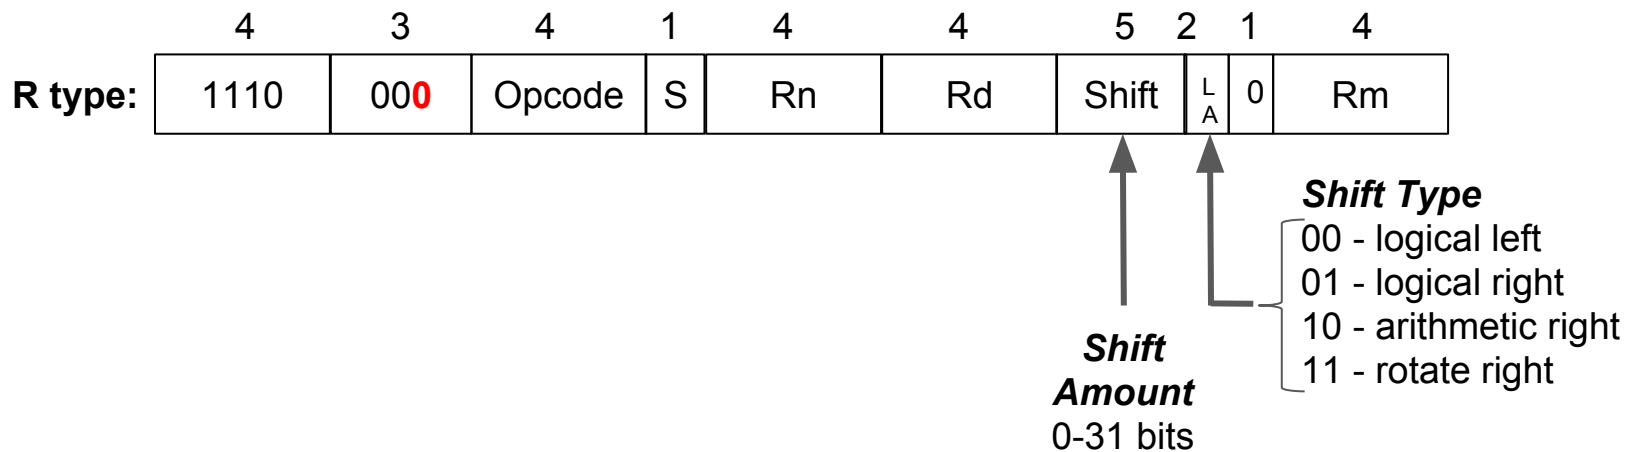 4 3 4 1 4 4 5 2 1 4
R type: 1110 000 Opcode S Rn Rd Shift L A 0 Rm
Shift Type
00 - logical left
01 - logical right
10 - arithmetic right
11 - rotate right
Shift
Amount
0-31 bits